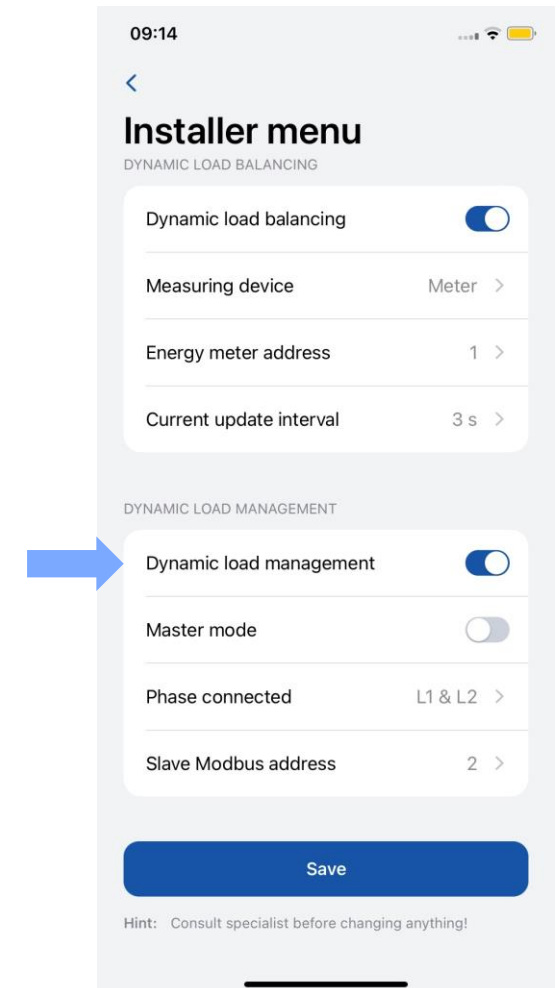 09:14
Installer menu
DYNAMIC LOAD BALANCING
Dynamic load balancing
Measuring device Meter
Energy meter address 1
Current update interval 3 s
DYNAMIC LOAD MANAGEMENT
Dynamic load management
Master mode
Phase connected L1 & L2
Slave Modbus address 2
Save
Hint: Consult specialist before changing anything!